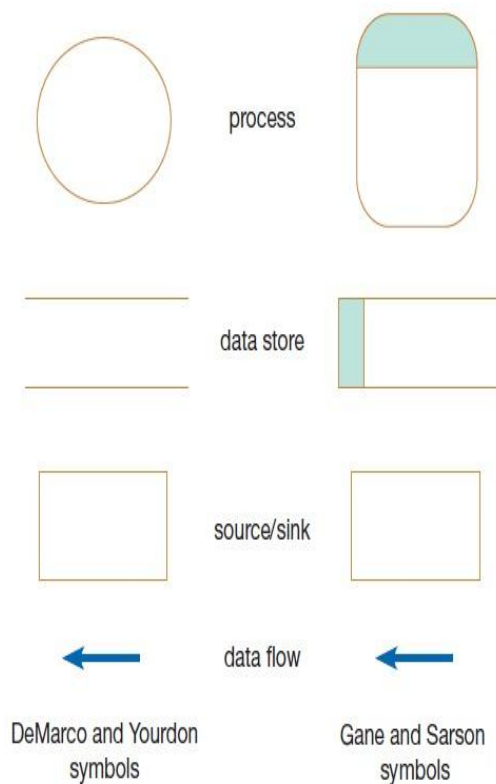 process
data store
source/sink
data flow
DeMarco and Yourdon
symbols
Gane and Sarson
symbols